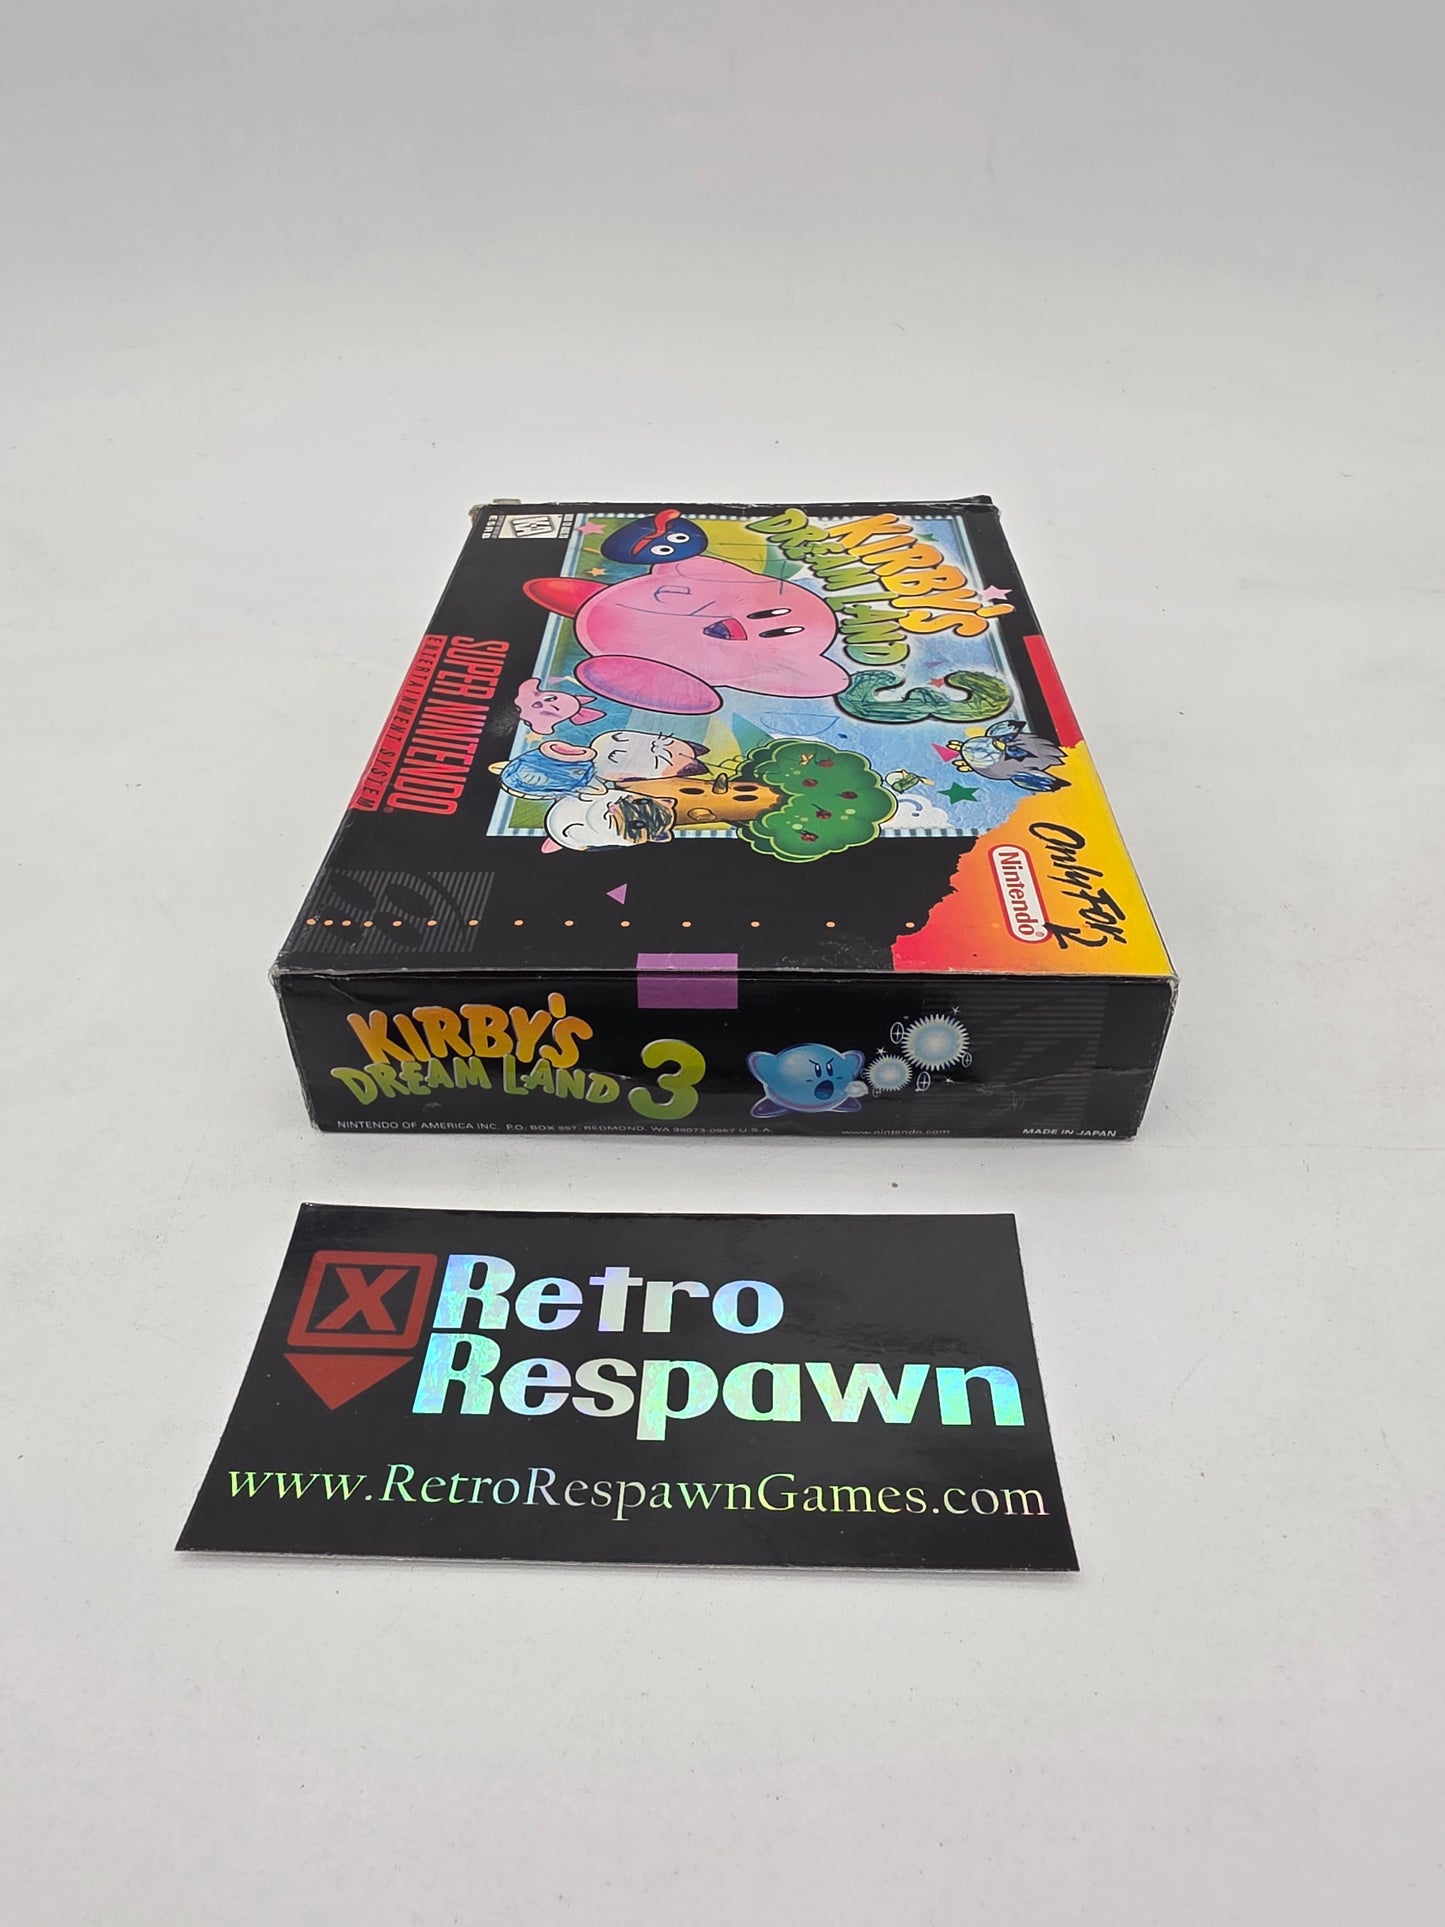 KIRBY'S
DREAM LAND
3
K-A
ESRB
SUPER NINTENDO
ENTERTAINMENT SYSTEM
Only For
Nintendo®
KIRBY'S
DREAM LAND 3
NINTENDO OF AMERICA INC. P.O. BOX 957, REDMOND, WA 98073-0957 U.S.A. www.nintendo.com MADE IN JAPAN
X Retro
Respawn
www.RetroRespawnGames.com